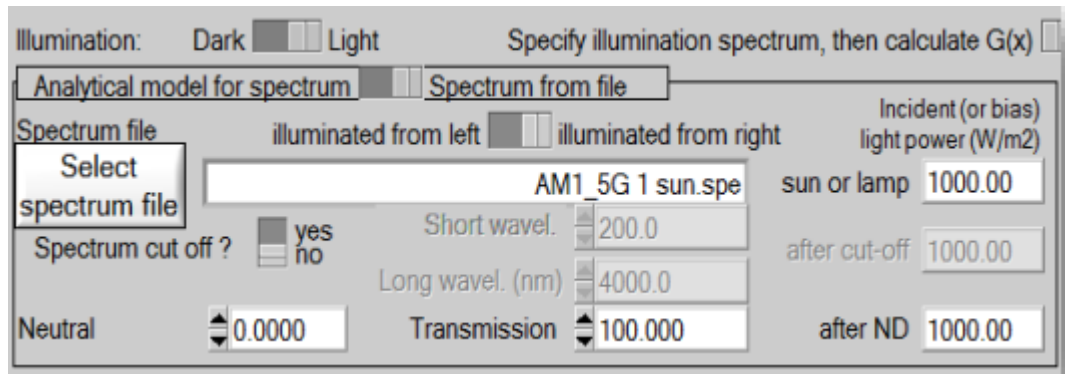 Illumination: Dark Light Specify illumination spectrum, then calculate G(x)
Analytical model for spectrum Spectrum from file
Incident (or bias)
Spectrum file illuminated from left illuminated from right light power (W/m2)
Select spectrum file AM1_5G 1 sun.spe sun or lamp 1000.00
Spectrum cut off ? yes no Short wavel. 200.0 after cut-off 1000.00
Long wavel. (nm) 4000.0
Neutral 0.0000 Transmission 100.000 after ND 1000.00